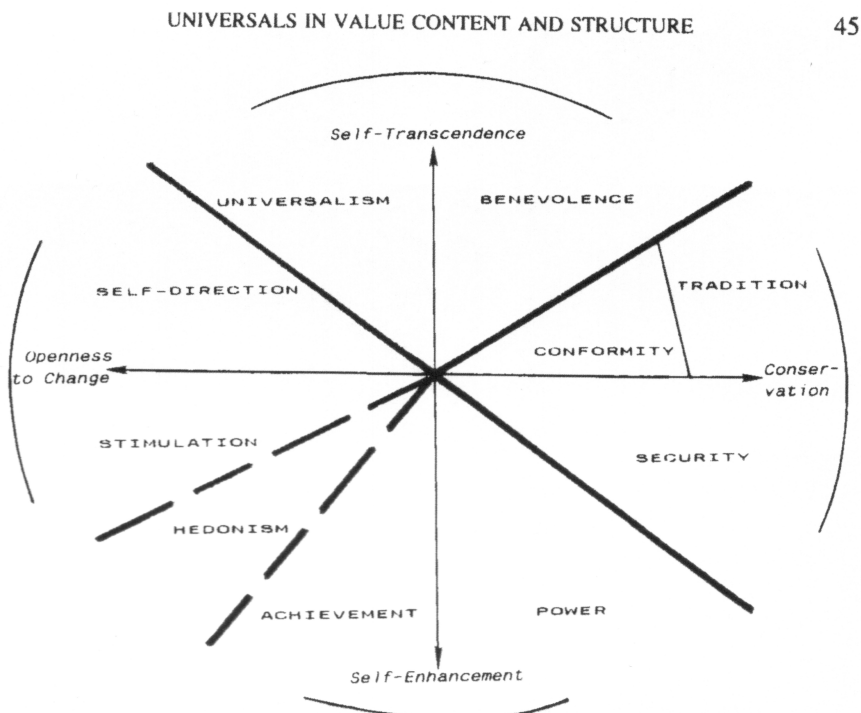 UNIVERSALS IN VALUE CONTENT AND STRUCTURE 45
Self-Transcendence
UNIVERSALISM BENEVOLENCE
SELF-DIRECTION TRADITION
CONFORMITY
Openness
to Change
Conser-
vation
STIMULATION
SECURITY
HEDONISM
ACHIEVEMENT POWER
Self-Enhancement